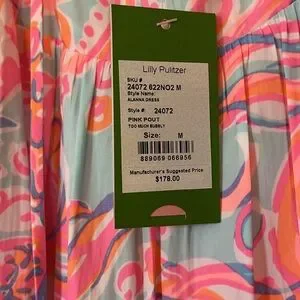 Lilly Pulitzer
SKU #
24072 622NO2 M
Style Name:
ALANNA DRESS
Style #: 24072
PINK POUT
TOO MUCH BUBBLY
Size: M
889069 066956
Manufacturer's Suggested Price
$178.00